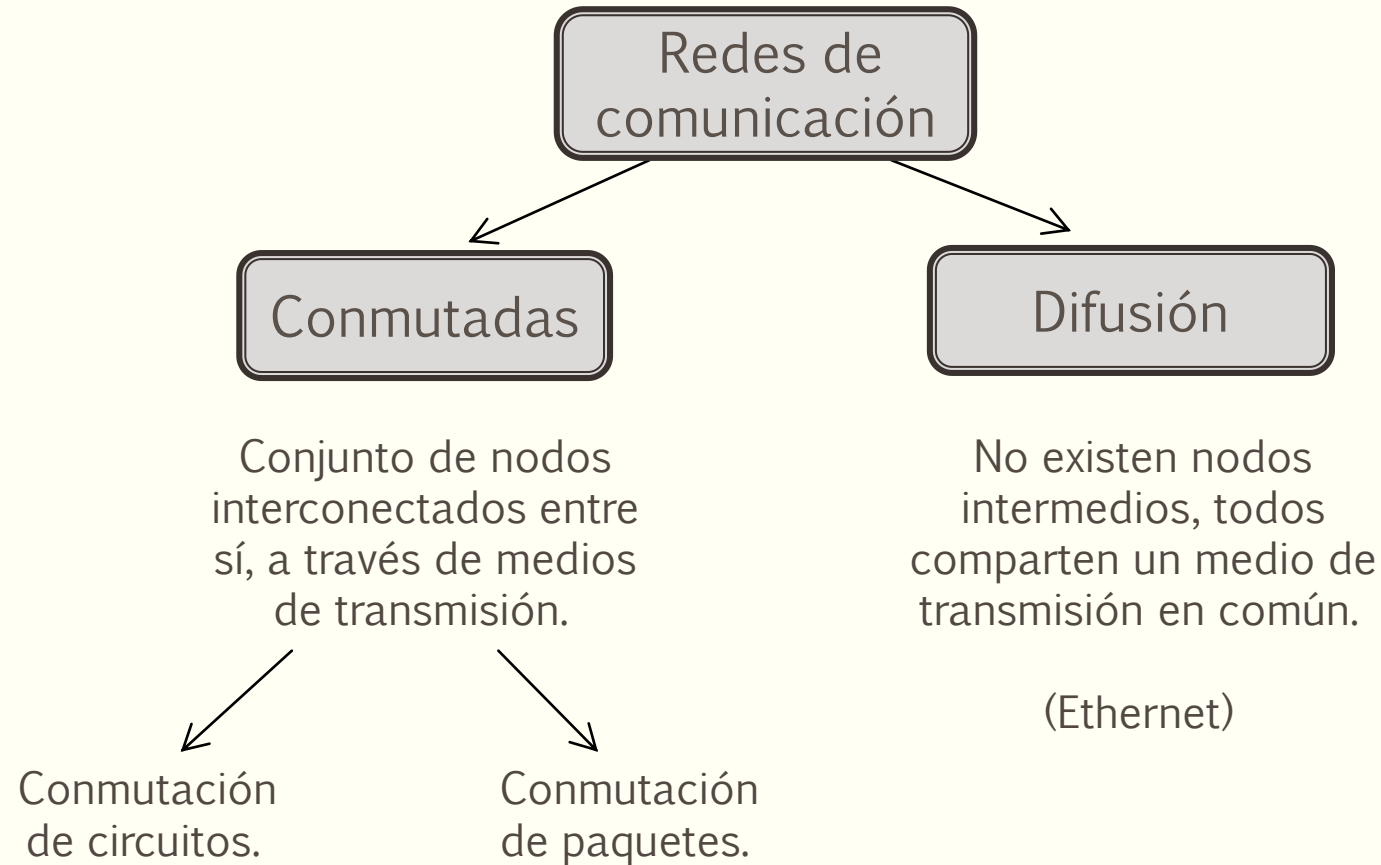 Redes de
comunicación
Conmutadas
Difusión
Conjunto de nodos
interconectados entre
sí, a través de medios
de transmisión.
No existen nodos
intermedios, todos
comparten un medio de
transmisión en común.
(Ethernet)
Conmutación
de circuitos.
Conmutación
de paquetes.